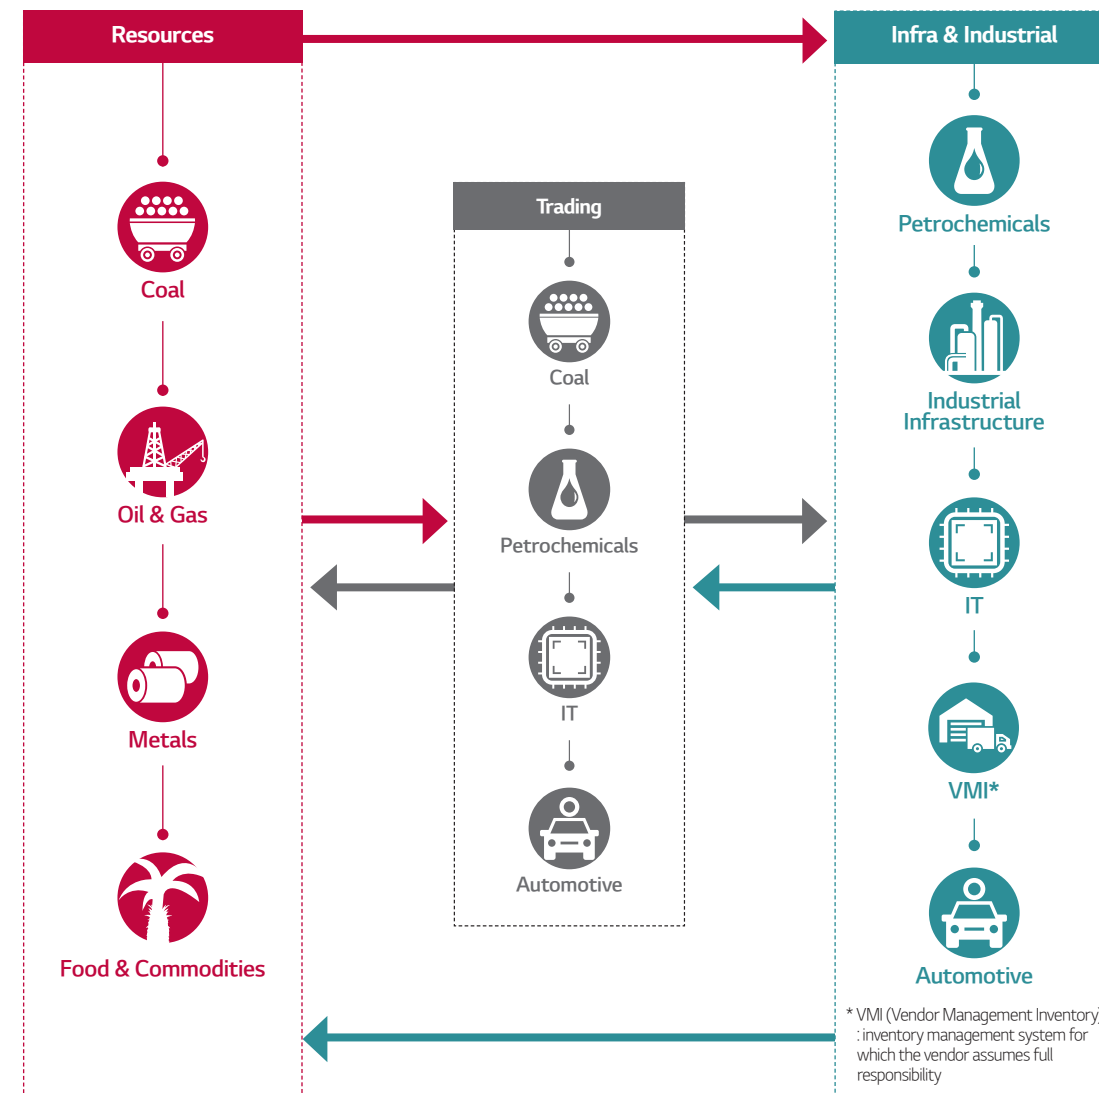 Resources
Coal
Oil & Gas
Metals
Food & Commodities
Trading
Coal
Petrochemicals
IT
Automotive
Infra & Industrial
Petrochemicals
Industrial
Infrastructure
IT
VMI*
Automotive
* VMI (Vendor Management Inventory)
: inventory management system for
which the vendor assumes full
responsibility